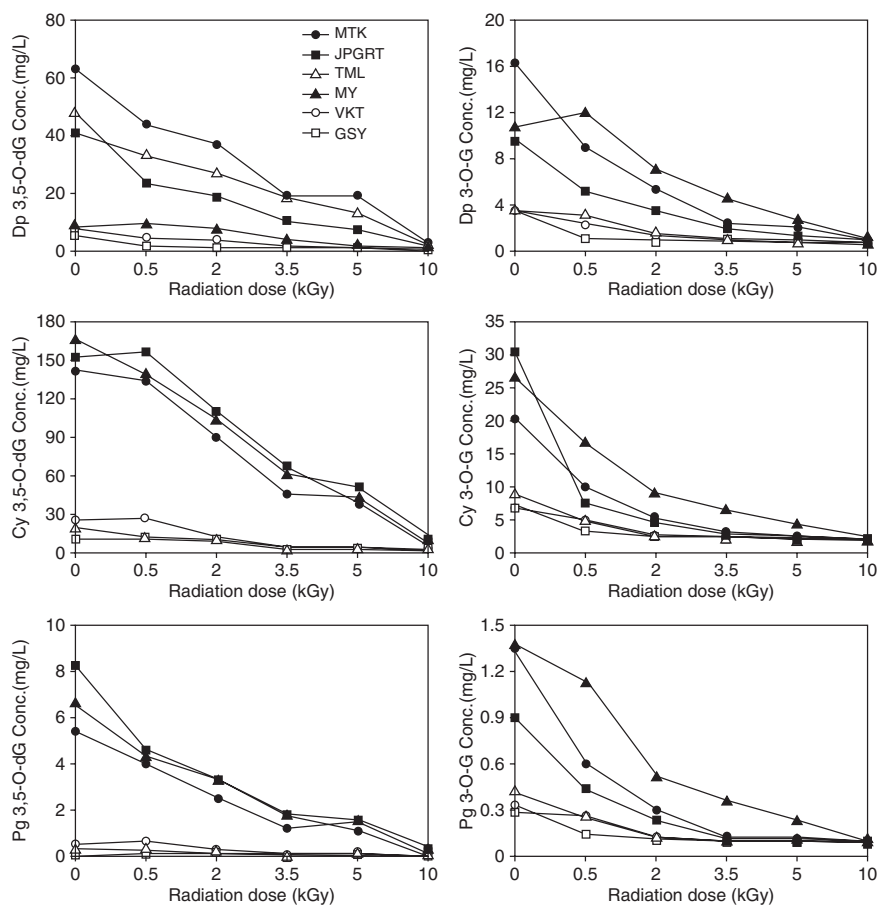 80
60
40
20
0
Dp 3,5-O-dG Conc.(mg/L)
MTK
JPGRT
TML
MY
VKT
GSY
0 0.5 2 3.5 5 10
Radiation dose (kGy)
20
16
12
8
4
0
Dp 3-O-G Conc.(mg/L)
0 0.5 2 3.5 5 10
Radiation dose (kGy)
180
150
120
90
60
30
0
Cy 3,5-O-dG Conc.(mg/L)
0 0.5 2 3.5 5 10
Radiation dose (kGy)
35
30
25
20
15
10
5
0
Cy 3-O-G Conc.(mg/L)
0 0.5 2 3.5 5 10
Radiation dose (kGy)
10
8
6
4
2
0
Pg 3,5-O-dG Conc.(mg/L)
0 0.5 2 3.5 5 10
Radiation dose (kGy)
1.5
1.2
0.9
0.6
0.3
0
Pg 3-O-G Conc.(mg/L)
0 0.5 2 3.5 5 10
Radiation dose (kGy)